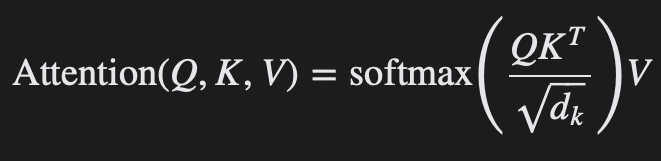 Attention(Q, K, V) = softmax(QK^T / √d_k)V